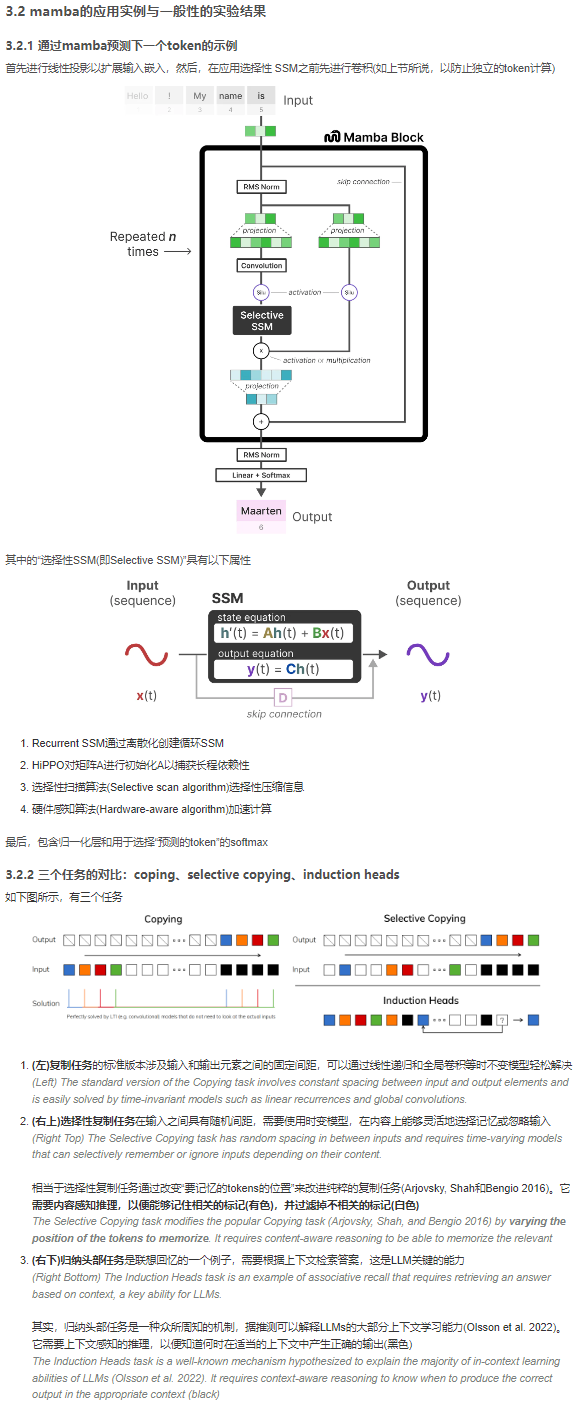 3.2 mamba的应用实例与一般性的实验结果
3.2.1 通过mamba预测下一个token的示例
首先进行线性投影以扩展输入嵌入，然后，在应用选择性 SSM之前先进行卷积(如上节所说，以防止独立的token计算)
Hello ! My name is Input
1 2 3 4 5
Mamba Block
skip connection
RMS Norm
projection projection
Repeated n times
Convolution
Silu activation Silu
Selective SSM
x
activation or multiplication
projection
+
RMS Norm
Linear + Softmax
Maarten Output
6
其中的“选择性SSM(即Selective SSM)”具有以下属性
Input (sequence) SSM Output (sequence)
state equation
h'(t) = Ah(t) + Bx(t)
output equation
y(t) = Ch(t)
x(t) D y(t)
skip connection
1. Recurrent SSM通过离散化创建循环SSM
2. HiPPO对矩阵A进行初始化A以捕获长程依赖性
3. 选择性扫描算法(Selective scan algorithm)选择性压缩信息
4. 硬件感知算法(Hardware-aware algorithm)加速计算
最后，包含归一化层和用于选择“预测的token”的softmax
3.2.2 三个任务的对比：coping、selective copying、induction heads
如下图所示，有三个任务
Copying
Output
Input
Solution
Perfectly solved by LTI (e.g. convolutional) models that do not need to look at the actual inputs
Selective Copying
Output
Input
Induction Heads
?
1. (左)复制任务的标准版本涉及输入和输出元素之间的固定间距，可以通过线性递归和全局卷积等时不变模型轻松解决
(Left) The standard version of the Copying task involves constant spacing between input and output elements and
is easily solved by time-invariant models such as linear recurrences and global convolutions.
2. (右上)选择性复制任务在输入之间具有随机间距，需要使用时变模型，在内容上能够灵活地选择记忆或忽略输入
(Right Top) The Selective Copying task has random spacing in between inputs and requires time-varying models
that can selectively remember or ignore inputs depending on their content.
相当于选择性复制任务通过改变“要记忆的tokens的位置”来改进纯粹的复制任务(Arjovsky, Shah和Bengio 2016)。它
需要内容感知推理，以便能够记住相关的标记(有色)，并过滤掉不相关的标记(白色)
The Selective Copying task modifies the popular Copying task (Arjovsky, Shah, and Bengio 2016) by varying the
position of the tokens to memorize. It requires content-aware reasoning to be able to memorize the relevant
3. (右下)归纳头部任务是联想回忆的一个例子，需要根据上下文检索答案，这是LLM关键的能力
(Right Bottom) The Induction Heads task is an example of associative recall that requires retrieving an answer
based on context, a key ability for LLMs.
其实，归纳头部任务是一种众所周知的机制，据推测可以解释LLMs的大部分上下文学习能力(Olsson et al. 2022)。
它需要上下文感知的推理，以便知道何时在适当的上下文中产生正确的输出(黑色)
The Induction Heads task is a well-known mechanism hypothesized to explain the majority of in-context learning
abilities of LLMs (Olsson et al. 2022). It requires context-aware reasoning to know when to produce the correct
output in the appropriate context (black)